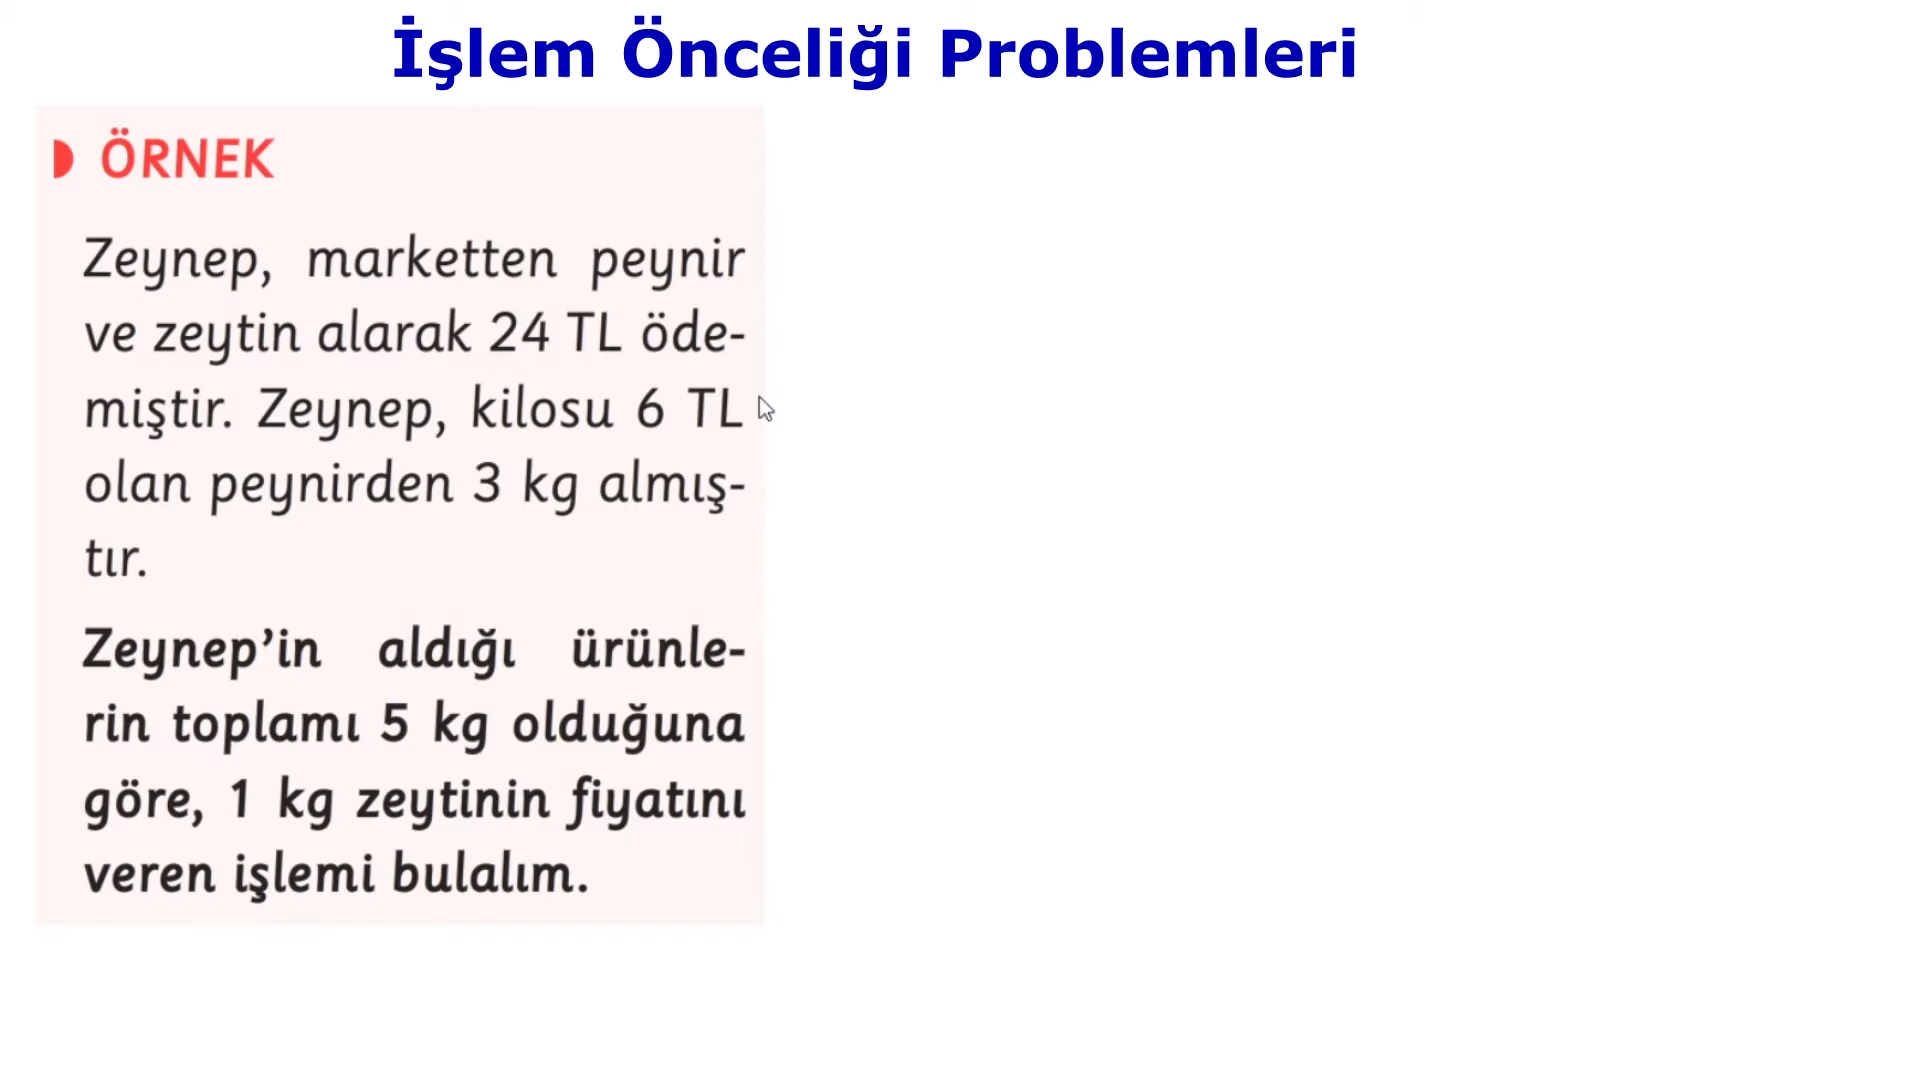 İşlem Önceliği Problemleri
ÖRNEK
Zeynep, marketten peynir
ve zeytin alarak 24 TL öde-
miştir. Zeynep, kilosu 6 TL
olan peynirden 3 kg almış-
tır.
Zeynep’in aldığı ürünle-
rin toplamı 5 kg olduğuna
göre, 1 kg zeytinin fiyatını
veren işlemi bulalım.